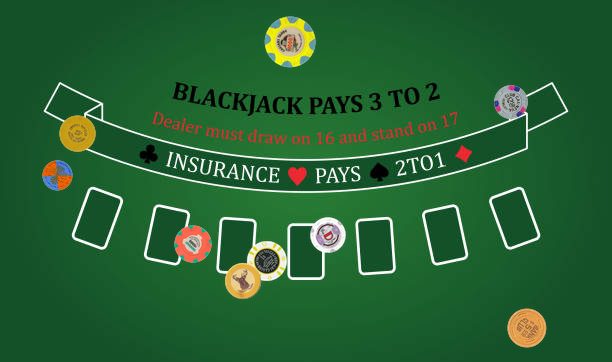 BLACKJACK PAYS 3 TO 2
Dealer must draw on 16 and stand on 17
INSURANCE PAYS 2TO1